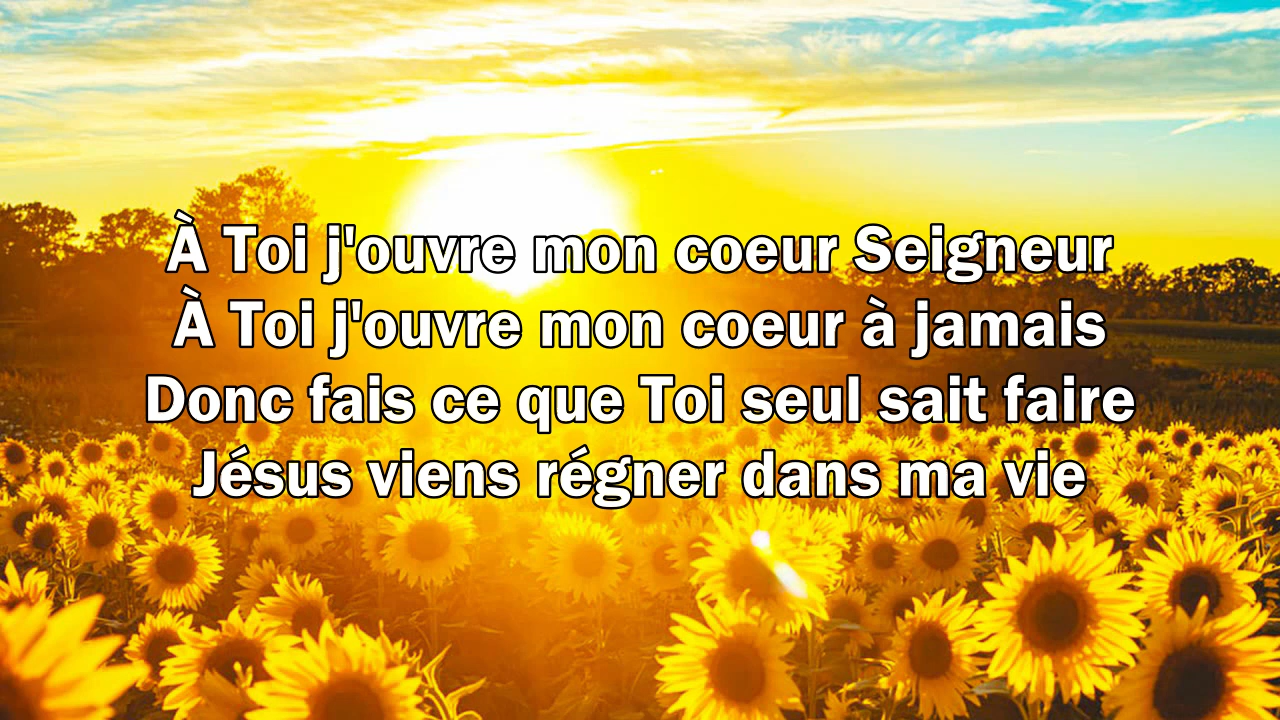 À Toi j'ouvre mon coeur Seigneur
À Toi j'ouvre mon coeur à jamais
Donc fais ce que Toi seul sait faire
Jésus viens régner dans ma vie